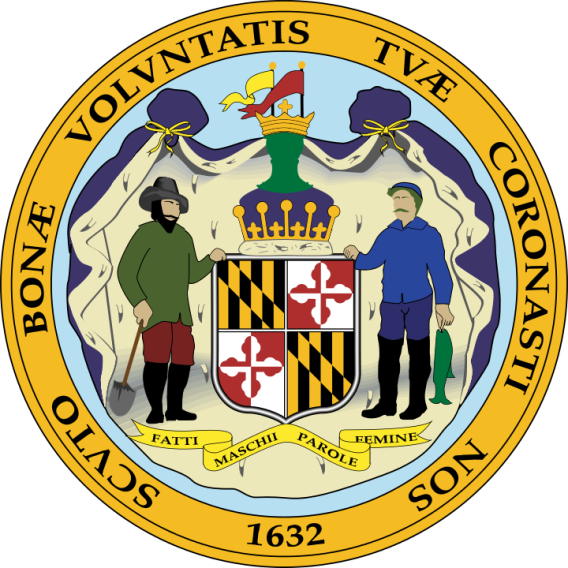 SCVTO BONÆ VOLVNTATIS TVÆ CORONASTI NOS
FATTI MASCHII PAROLE FEMINE
1632